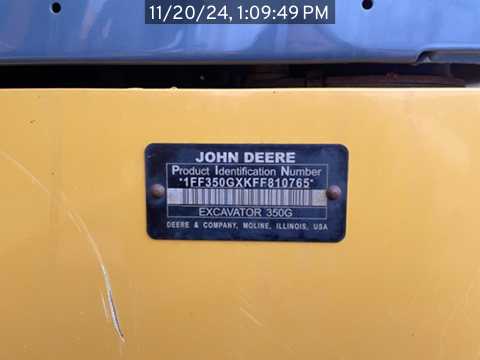 11/20/24, 1:09:49 PM
JOHN DEERE
Product Identification Number
*1FF350GXKFF810765*
EXCAVATOR 350G
DEERE & COMPANY, MOLINE, ILLINOIS, USA